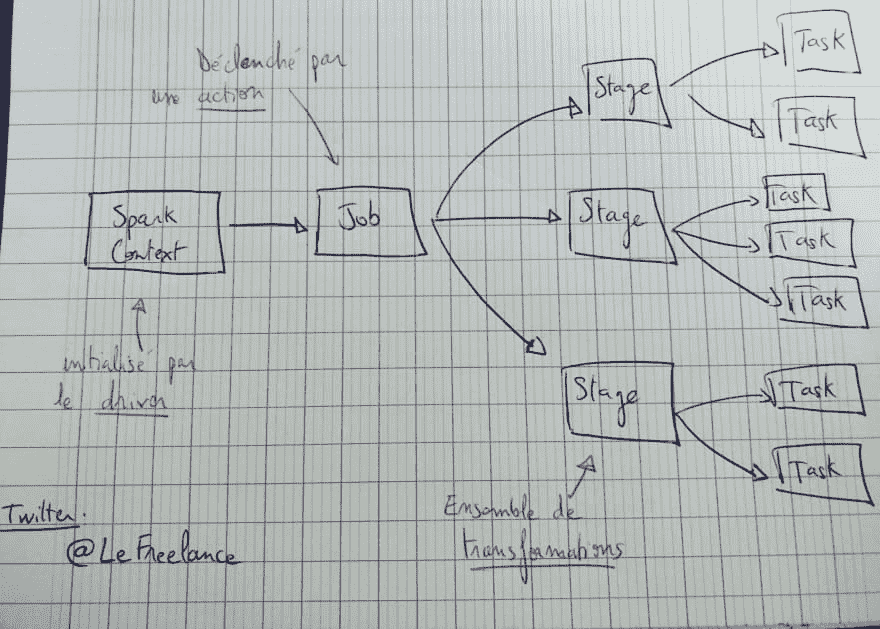 Déclenché par
une action
Spark
Context
Job
Stage
Task
Task
Stage
Task
Task
Task
Stage
Task
Task
initialisé par
le driver
Ensemble de
transformations
Twitter:
@LeFreelance